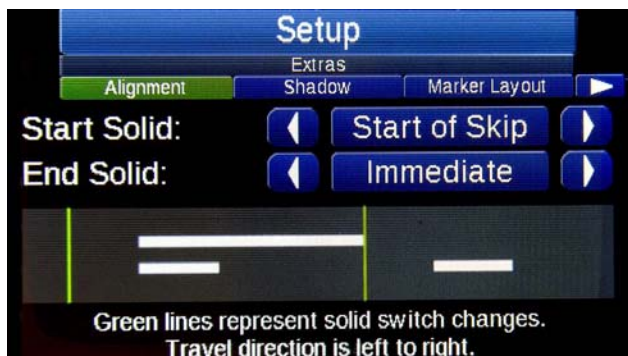 Setup
Extras
Alignment Shadow Marker Layout
Start Solid: Start of Skip
End Solid: Immediate
Green lines represent solid switch changes.
Travel direction is left to right.